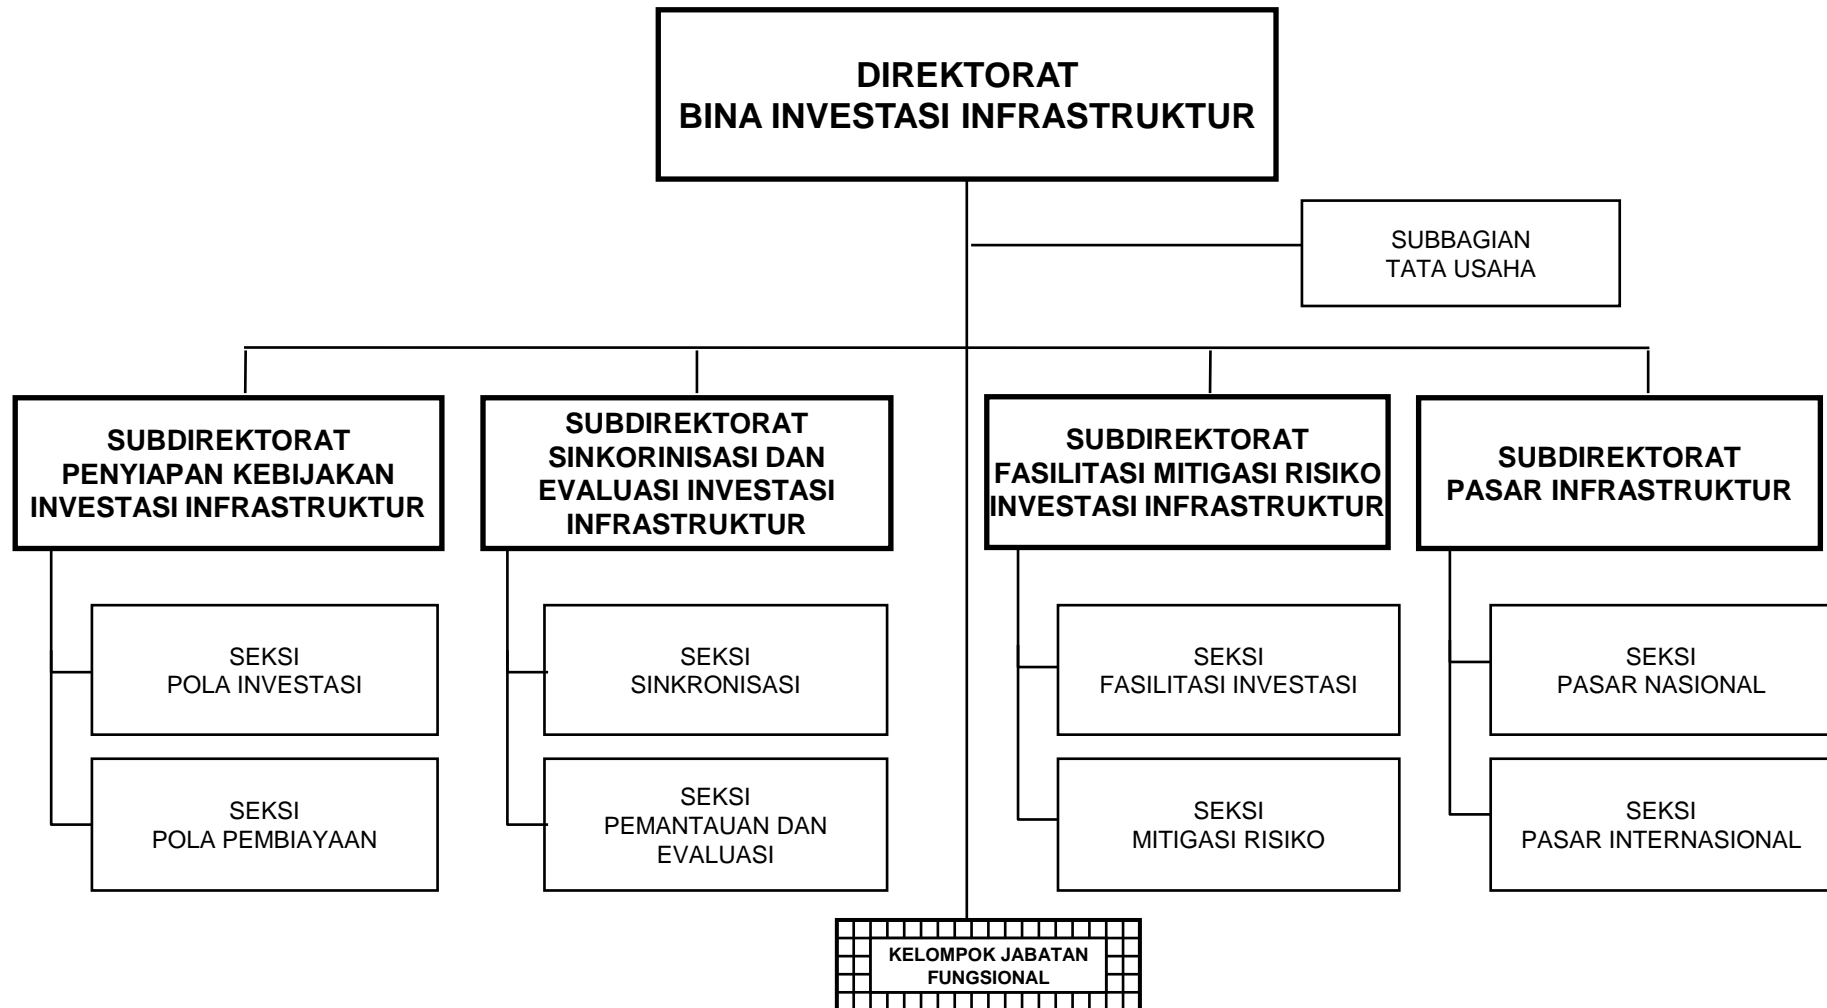 DIREKTORAT
BINA INVESTASI INFRASTRUKTUR
SUBBAGIAN
TATA USAHA
SUBDIREKTORAT
PENYIAPAN KEBIJAKAN
INVESTASI INFRASTRUKTUR
SUBDIREKTORAT
SINKORINISASI DAN
EVALUASI INVESTASI
INFRASTRUKTUR
SUBDIREKTORAT
FASILITASI MITIGASI RISIKO
INVESTASI INFRASTRUKTUR
SUBDIREKTORAT
PASAR INFRASTRUKTUR
SEKSI
POLA INVESTASI
SEKSI
SINKRONISASI
SEKSI
FASILITASI INVESTASI
SEKSI
PASAR NASIONAL
SEKSI
POLA PEMBIAYAAN
SEKSI
PEMANTAUAN DAN
EVALUASI
SEKSI
MITIGASI RISIKO
SEKSI
PASAR INTERNASIONAL
KELOMPOK JABATAN
FUNGSIONAL